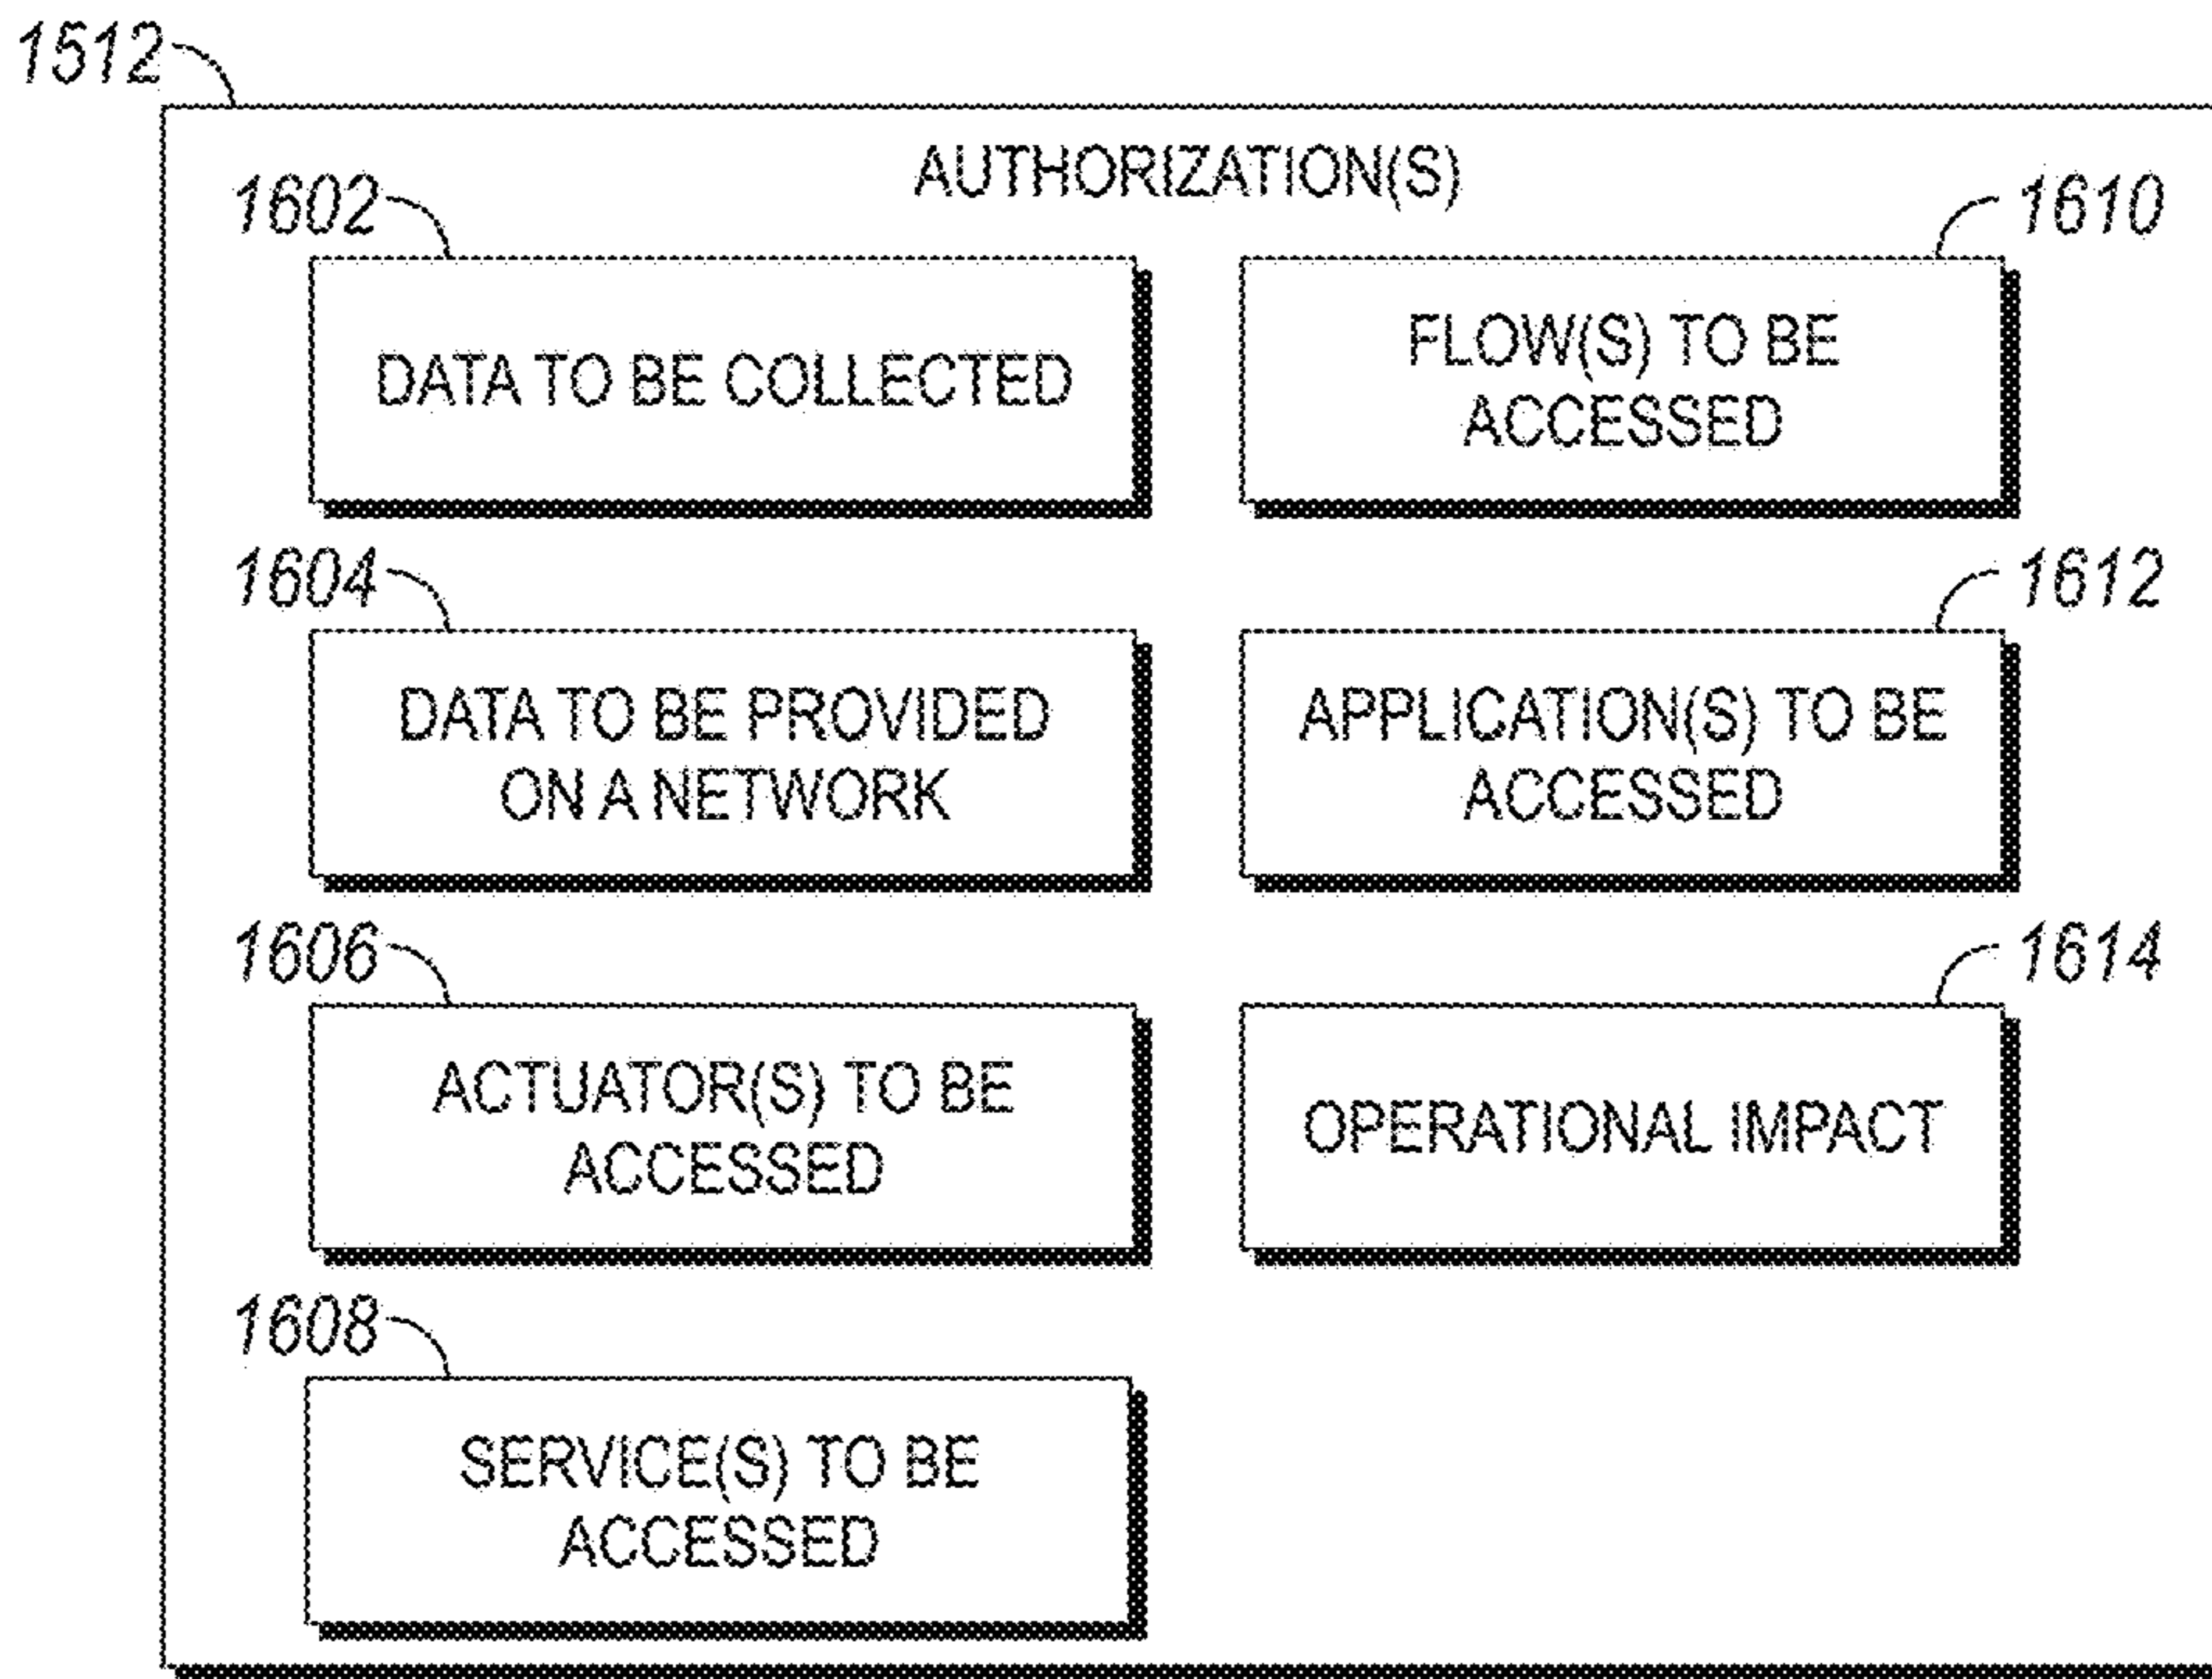 1512
AUTHORIZATION(S)
1602
DATA TO BE COLLECTED
1610
FLOW(S) TO BE
ACCESSED
1604
DATA TO BE PROVIDED
ON A NETWORK
1612
APPLICATION(S) TO BE
ACCESSED
1606
ACTUATOR(S) TO BE
ACCESSED
1614
OPERATIONAL IMPACT
1608
SERVICE(S) TO BE
ACCESSED